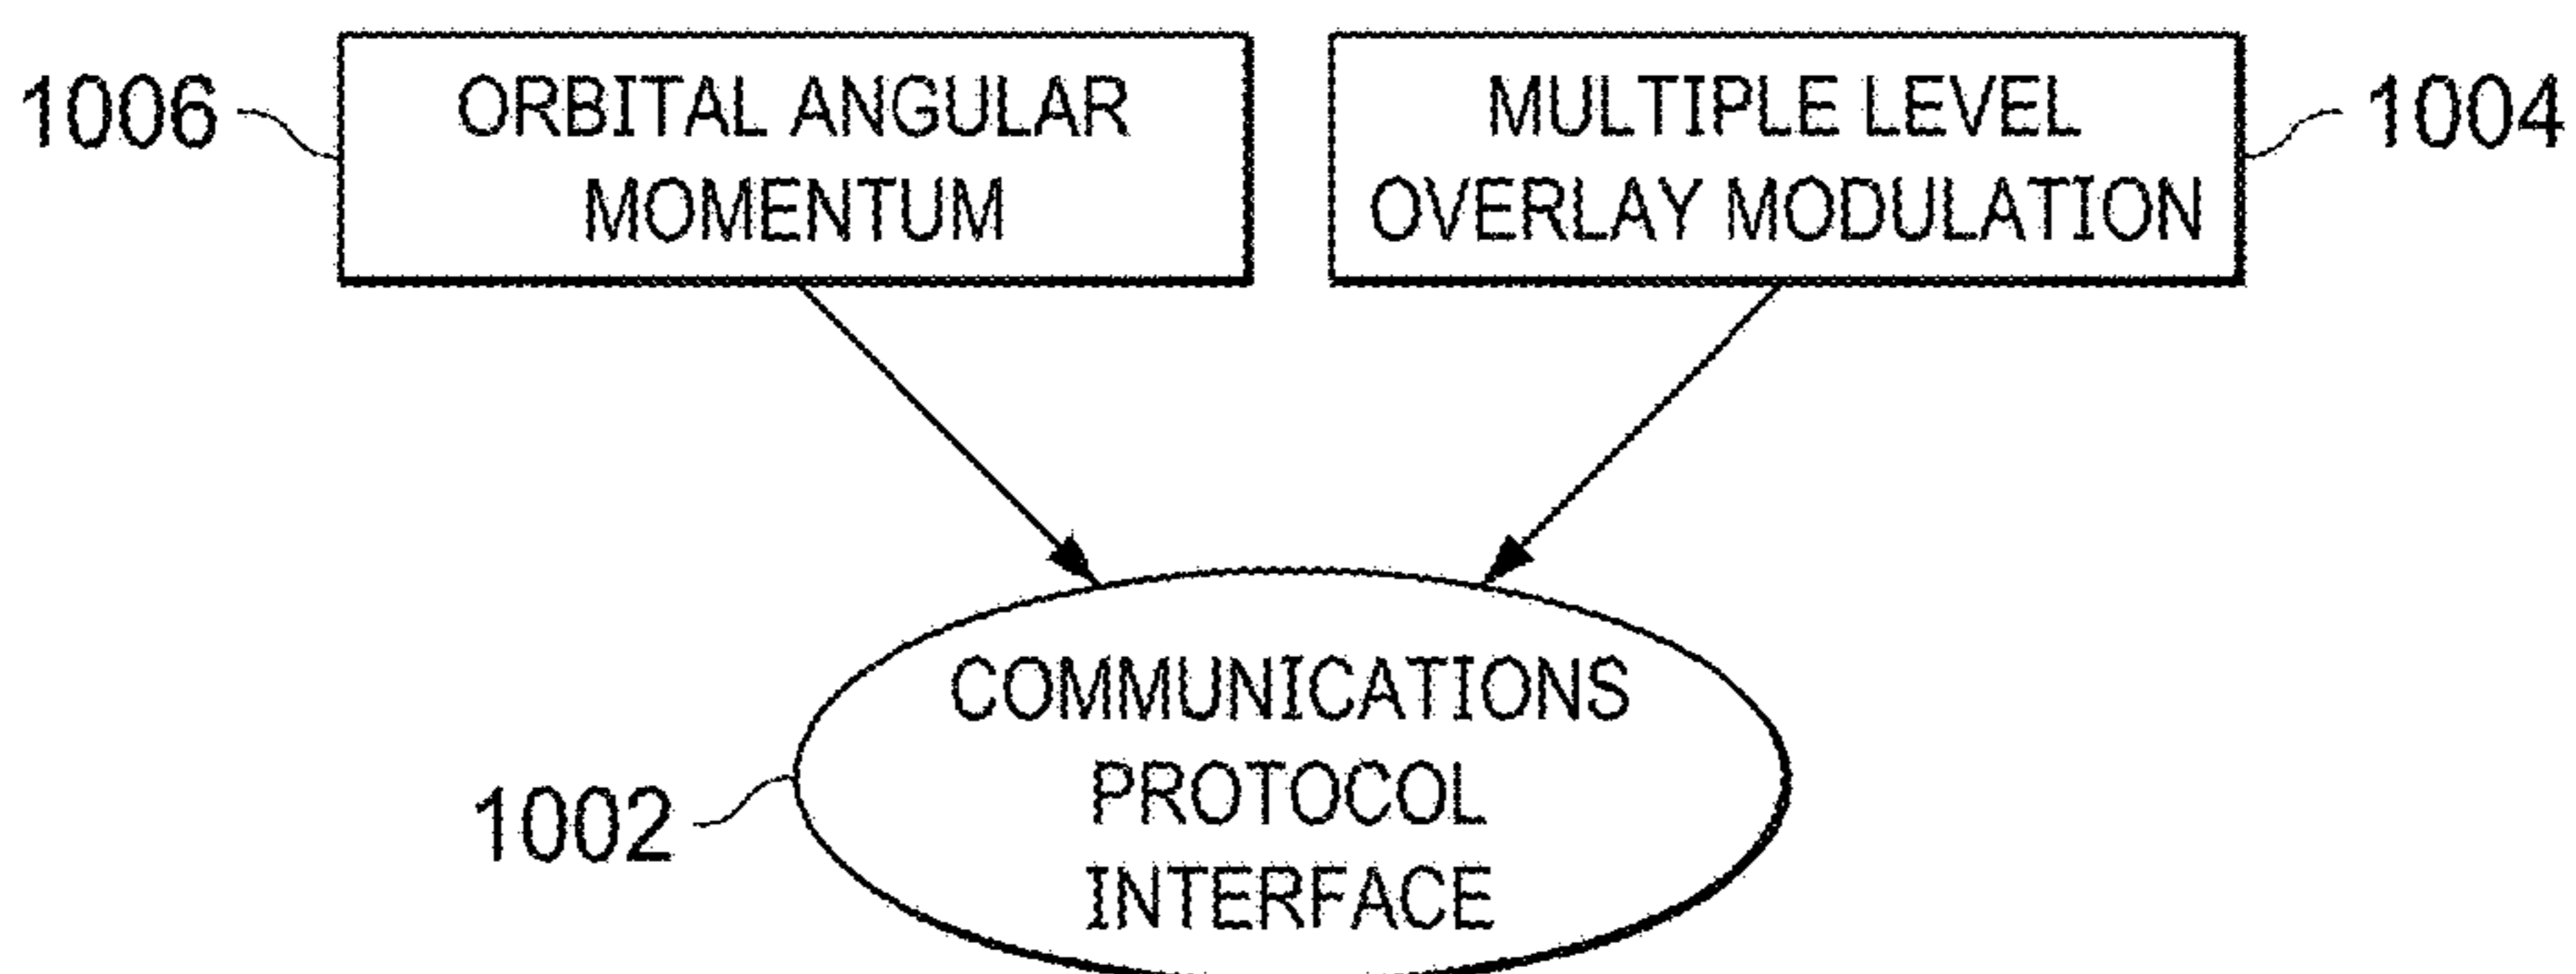 1006
ORBITAL ANGULAR
MOMENTUM
MULTIPLE LEVEL
OVERLAY MODULATION
1004
COMMUNICATIONS
PROTOCOL
INTERFACE
1002